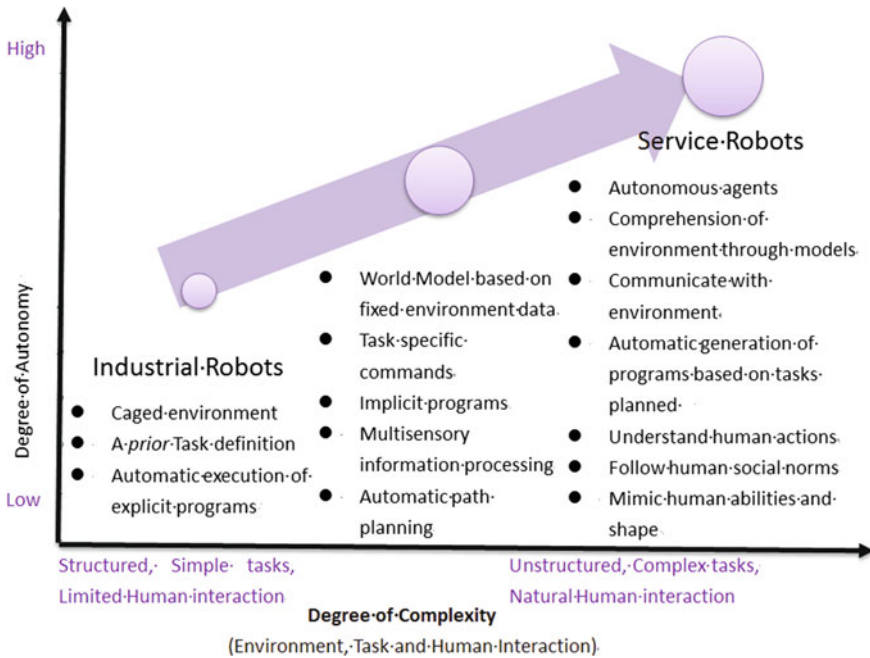 High
Service Robots
Autonomous agents
Comprehension of
environment through models
Communicate with
environment
Automatic generation of
programs based on tasks
planned
Understand human actions
Follow human social norms
Mimic human abilities and
shape
World Model based on
fixed environment data
Task specific
commands
Implicit programs
Multisensory
information processing
Automatic path
planning
Industrial Robots
Caged environment
A prior Task definition
Automatic execution of
explicit programs
Degree of Autonomy
Low
Structured, Simple tasks,
Limited Human interaction
Unstructured, Complex tasks,
Natural Human interaction
Degree of Complexity
(Environment, Task and Human Interaction)